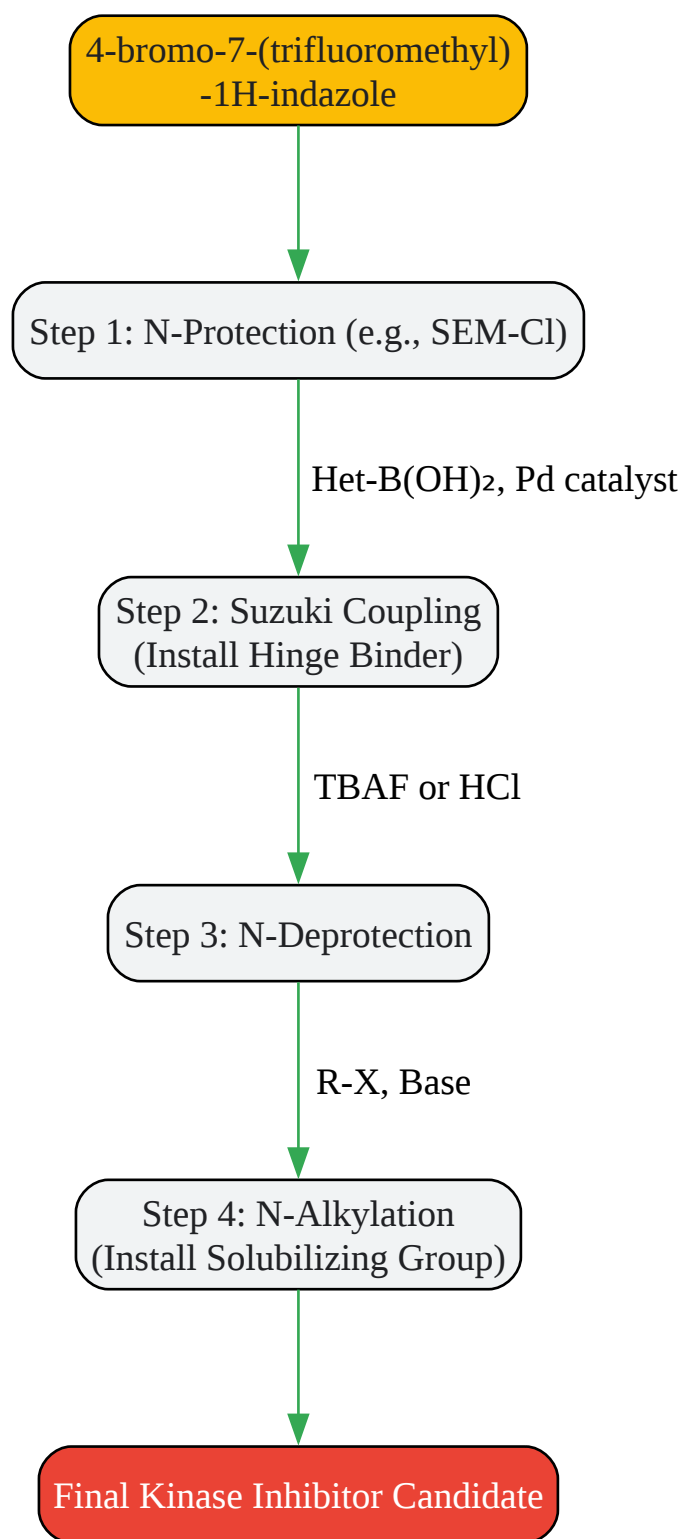 4-bromo-7-(trifluoromethyl)
-1H-indazole
Step 1: N-Protection (e.g., SEM-Cl)
Het-B(OH)₂, Pd catalyst
Step 2: Suzuki Coupling
(Install Hinge Binder)
TBAF or HCl
Step 3: N-Deprotection
R-X, Base
Step 4: N-Alkylation
(Install Solubilizing Group)
Final Kinase Inhibitor Candidate